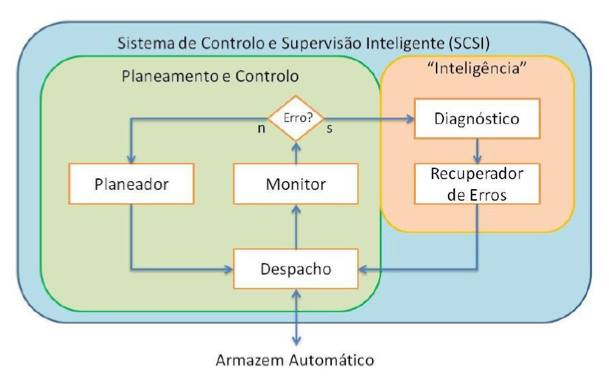 Sistema de Controlo e Supervisão Inteligente (SCSI)
Planeamento e Controlo
“Inteligência”
Erro?
n
s
Diagnóstico
Planeador
Monitor
Recuperador
de Erros
Despacho
Armazem Automático